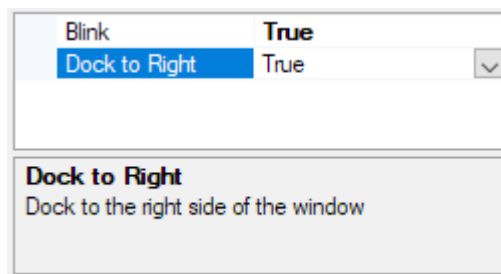 Blink True
Dock to Right True
Dock to Right
Dock to the right side of the window